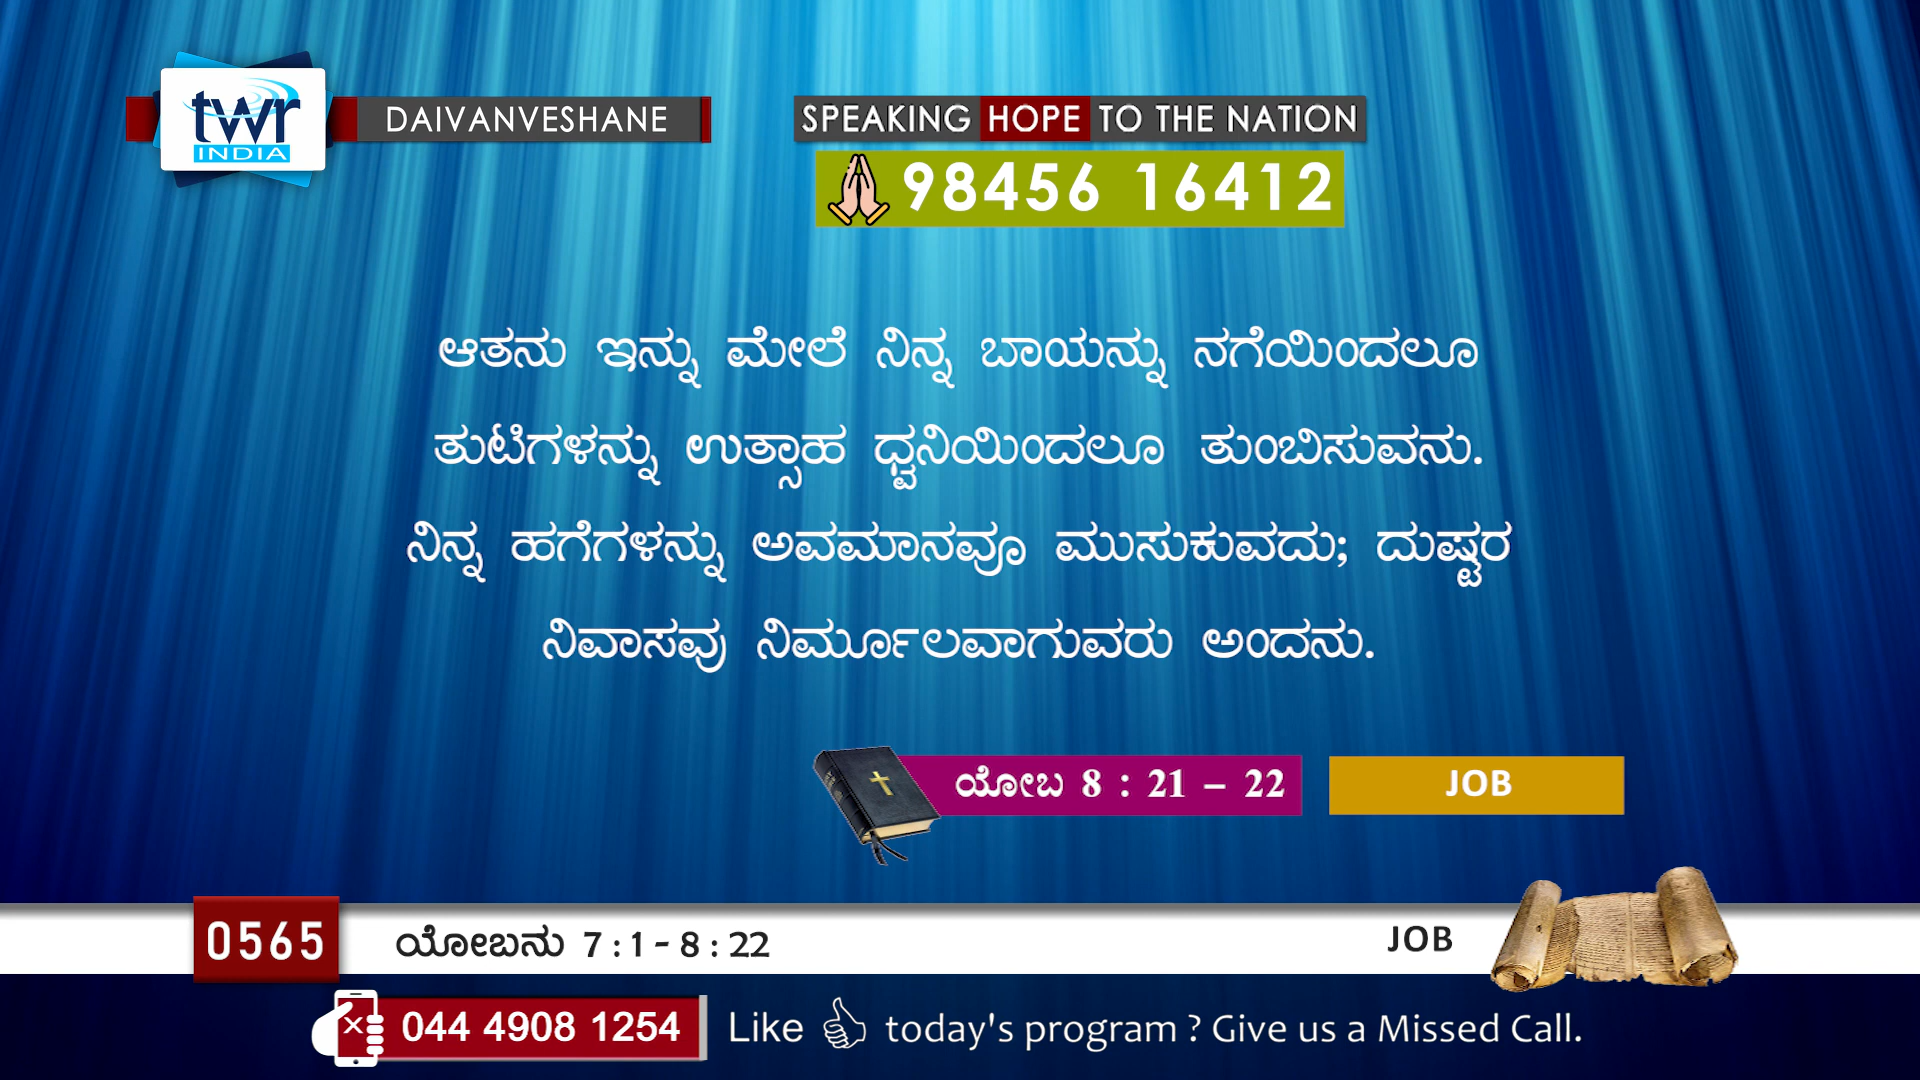 twr
INDIA
DAIVANVESHANE
SPEAKING HOPE TO THE NATION
98456 16412
ಆತನು ಇನ್ನು ಮೇಲೆ ನಿನ್ನ ಬಾಯನ್ನು ನಗೆಯಿಂದಲೂ
ತುಟಿಗಳನ್ನು ಉತ್ಸಾಹ ಧ್ವನಿಯಿಂದಲೂ ತುಂಬಿಸುವನು.
ನಿನ್ನ ಹಗೆಗಳನ್ನು ಅವಮಾನವೂ ಮುಸುಕುವದು; ದುಷ್ಟರ
ನಿವಾಸವು ನಿರ್ಮೂಲವಾಗುವರು ಅಂದನು.
ಯೋಬ 8 : 21 – 22
JOB
0565
ಯೋಬನು 7 : 1 - 8 : 22
JOB
044 4908 1254
Like today's program ? Give us a Missed Call.